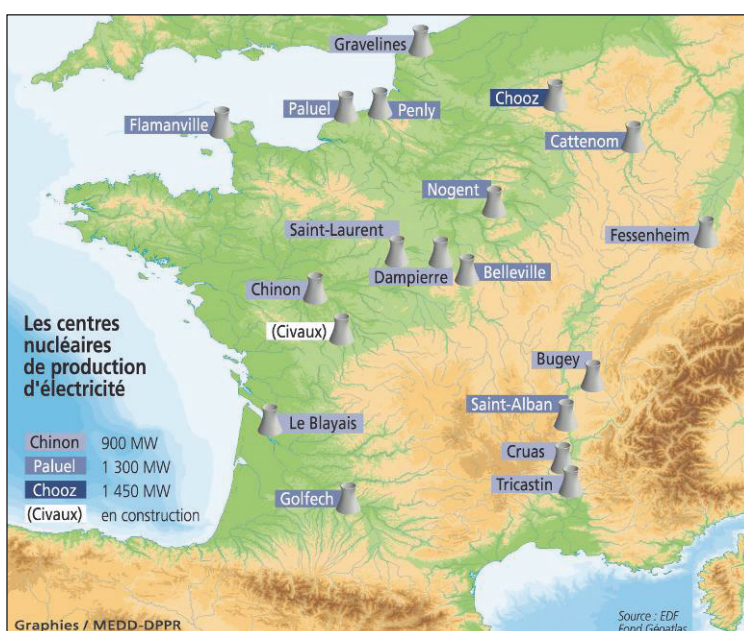 Gravelines
Chooz
Paluel
Penly
Flamanville
Cattenom
Nogent
Saint-Laurent
Fessenheim
Dampierre
Belleville
Chinon
(Civaux)
Les centres
nucléaires
de production
d'électricité
Bugey
Saint-Alban
Le Blayais
Chinon 900 MW
Paluel 1 300 MW
Chooz 1 450 MW
(Civaux) en construction
Cruas
Tricastin
Golfech
Graphies / MEDD-DPPR
Source : EDF
Fond Géoatlas